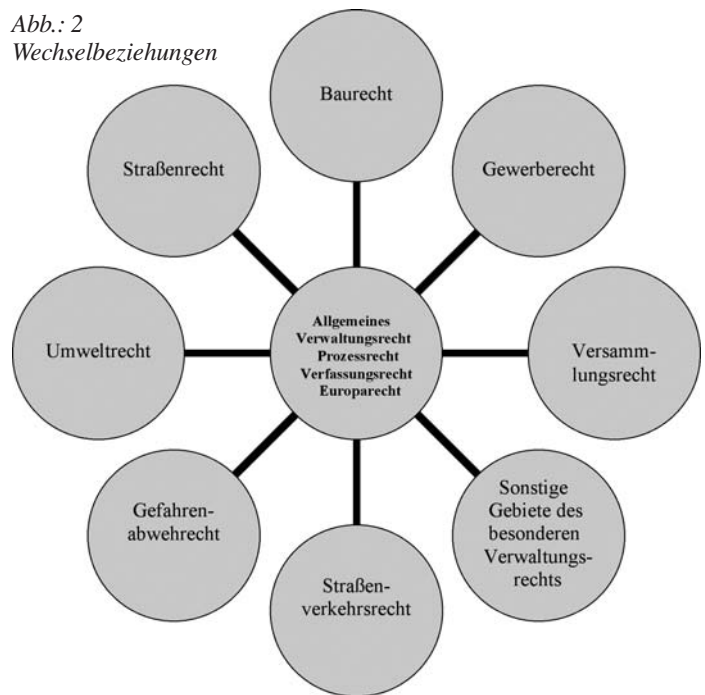 Abb.: 2
Wechselbeziehungen
Baurecht
Straßenrecht
Gewerberecht
Umweltrecht
Allgemeines
Verwaltungsrecht
Prozessrecht
Verfassungsrecht
Europarecht
Versamm-
lungsrecht
Gefahren-
abwehrrecht
Straßen-
verkehrsrecht
Sonstige
Gebiete des
besonderen
Verwaltungs-
rechts